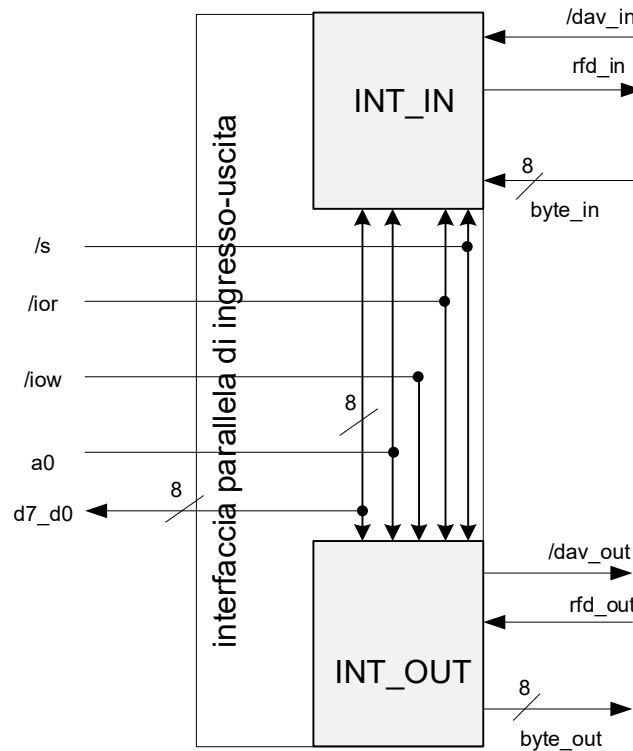 /dav_in
rfd_in
INT_IN
8
byte_in
/s
/ior
/iow
8
a0
8
d7_d0
interfaccia parallela di ingresso-uscita
/dav_out
rfd_out
INT_OUT
8
byte_out